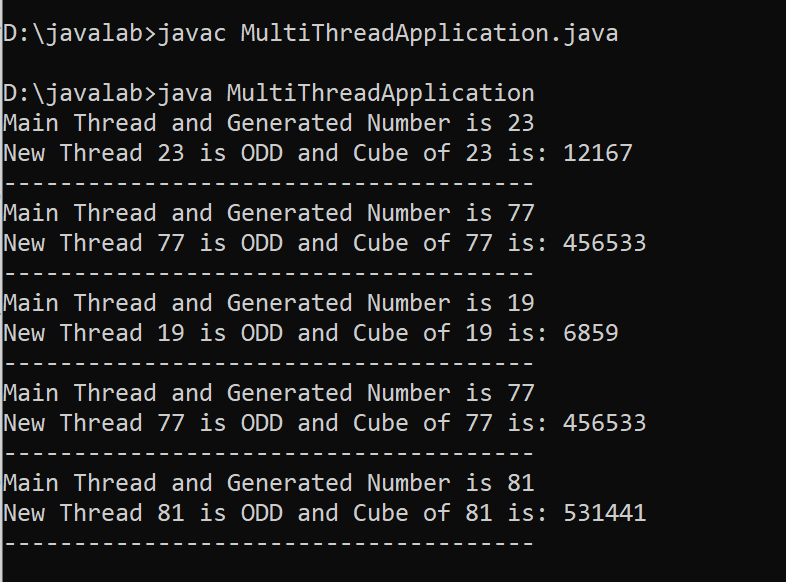 D:\javalab>javac MultiThreadApplication.java
D:\javalab>java MultiThreadApplication
Main Thread and Generated Number is 23
New Thread 23 is ODD and Cube of 23 is: 12167
--------------------------------------
Main Thread and Generated Number is 77
New Thread 77 is ODD and Cube of 77 is: 456533
--------------------------------------
Main Thread and Generated Number is 19
New Thread 19 is ODD and Cube of 19 is: 6859
--------------------------------------
Main Thread and Generated Number is 77
New Thread 77 is ODD and Cube of 77 is: 456533
--------------------------------------
Main Thread and Generated Number is 81
New Thread 81 is ODD and Cube of 81 is: 531441
--------------------------------------